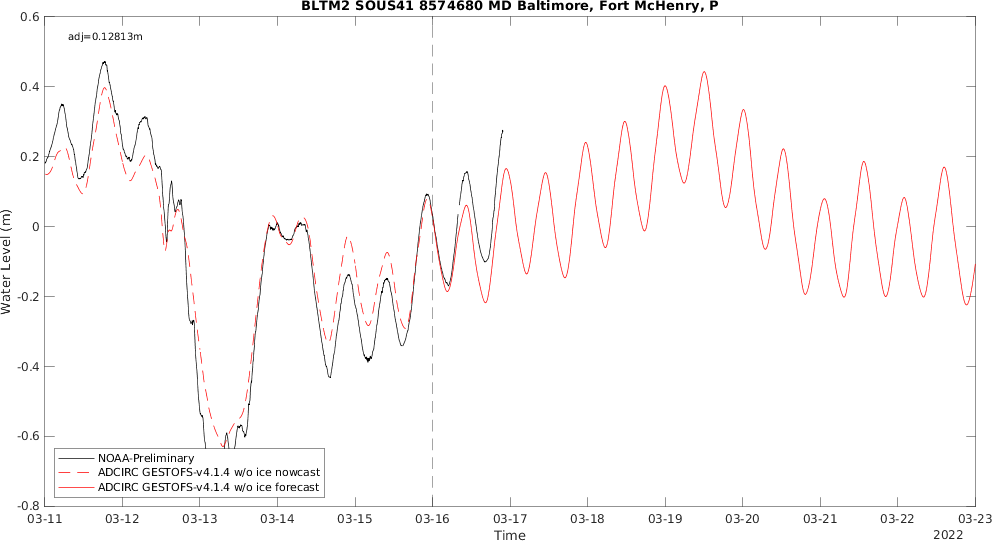 BLTM2 SOUS41 8574680 MD Baltimore, Fort McHenry, P
adj=0.12813m
0.6
0.4
0.2
0
-0.2
-0.4
-0.6
-0.8
Water Level (m)
NOAA-Preliminary
ADCIRC GESTOFS-v4.1.4 w/o ice nowcast
ADCIRC GESTOFS-v4.1.4 w/o ice forecast
03-11 03-12 03-13 03-14 03-15 03-16 03-17 03-18 03-19 03-20 03-21 03-22 03-23
Time
2022